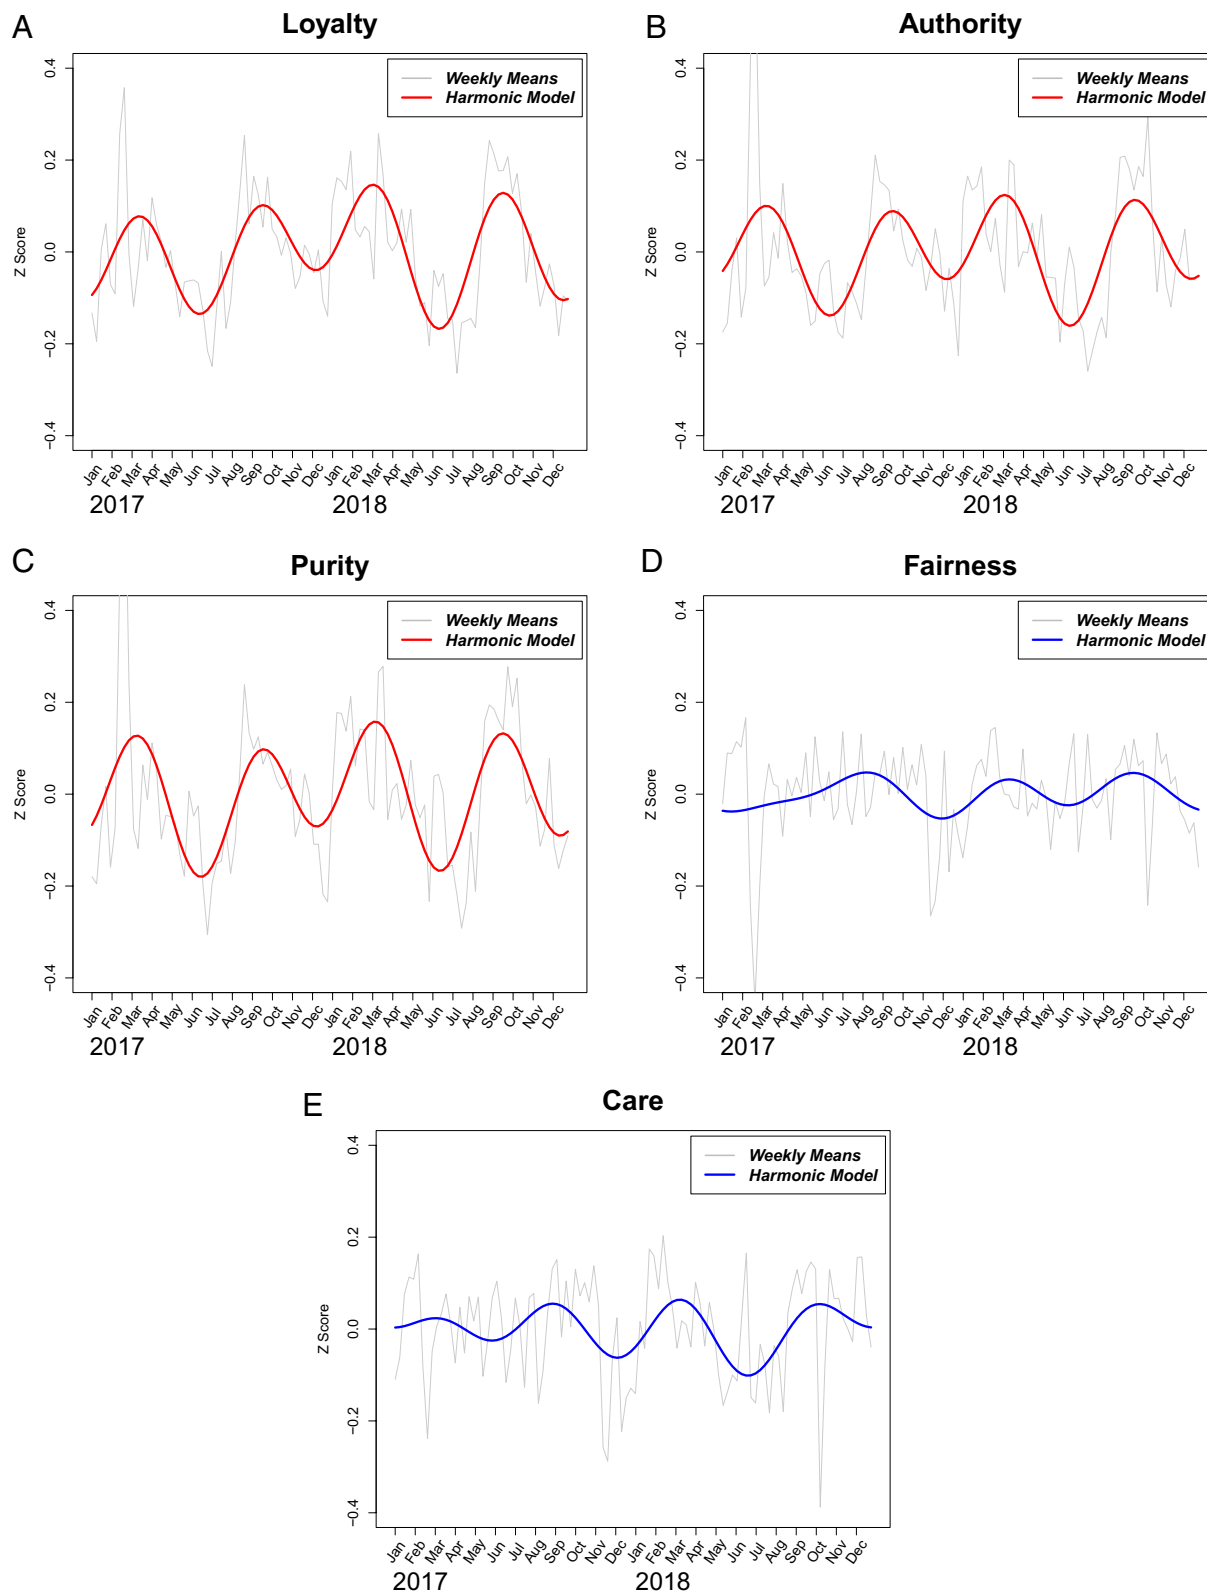 A
Loyalty
Weekly Means
Harmonic Model
Z Score
0.4
0.2
0.0
−0.2
−0.4
Jan Feb Mar Apr May Jun Jul Aug Sep Oct Nov Dec Jan Feb Mar Apr May Jun Jul Aug Sep Oct Nov Dec
2017 2018
B
Authority
Weekly Means
Harmonic Model
Z Score
0.4
0.2
0.0
−0.2
−0.4
Jan Feb Mar Apr May Jun Jul Aug Sep Oct Nov Dec Jan Feb Mar Apr May Jun Jul Aug Sep Oct Nov Dec
2017 2018
C
Purity
Weekly Means
Harmonic Model
Z Score
0.4
0.2
0.0
−0.2
−0.4
Jan Feb Mar Apr May Jun Jul Aug Sep Oct Nov Dec Jan Feb Mar Apr May Jun Jul Aug Sep Oct Nov Dec
2017 2018
D
Fairness
Weekly Means
Harmonic Model
Z Score
0.4
0.2
0.0
−0.2
−0.4
Jan Feb Mar Apr May Jun Jul Aug Sep Oct Nov Dec Jan Feb Mar Apr May Jun Jul Aug Sep Oct Nov Dec
2017 2018
E
Care
Weekly Means
Harmonic Model
Z Score
0.4
0.2
0.0
−0.2
−0.4
Jan Feb Mar Apr May Jun Jul Aug Sep Oct Nov Dec Jan Feb Mar Apr May Jun Jul Aug Sep Oct Nov Dec
2017 2018